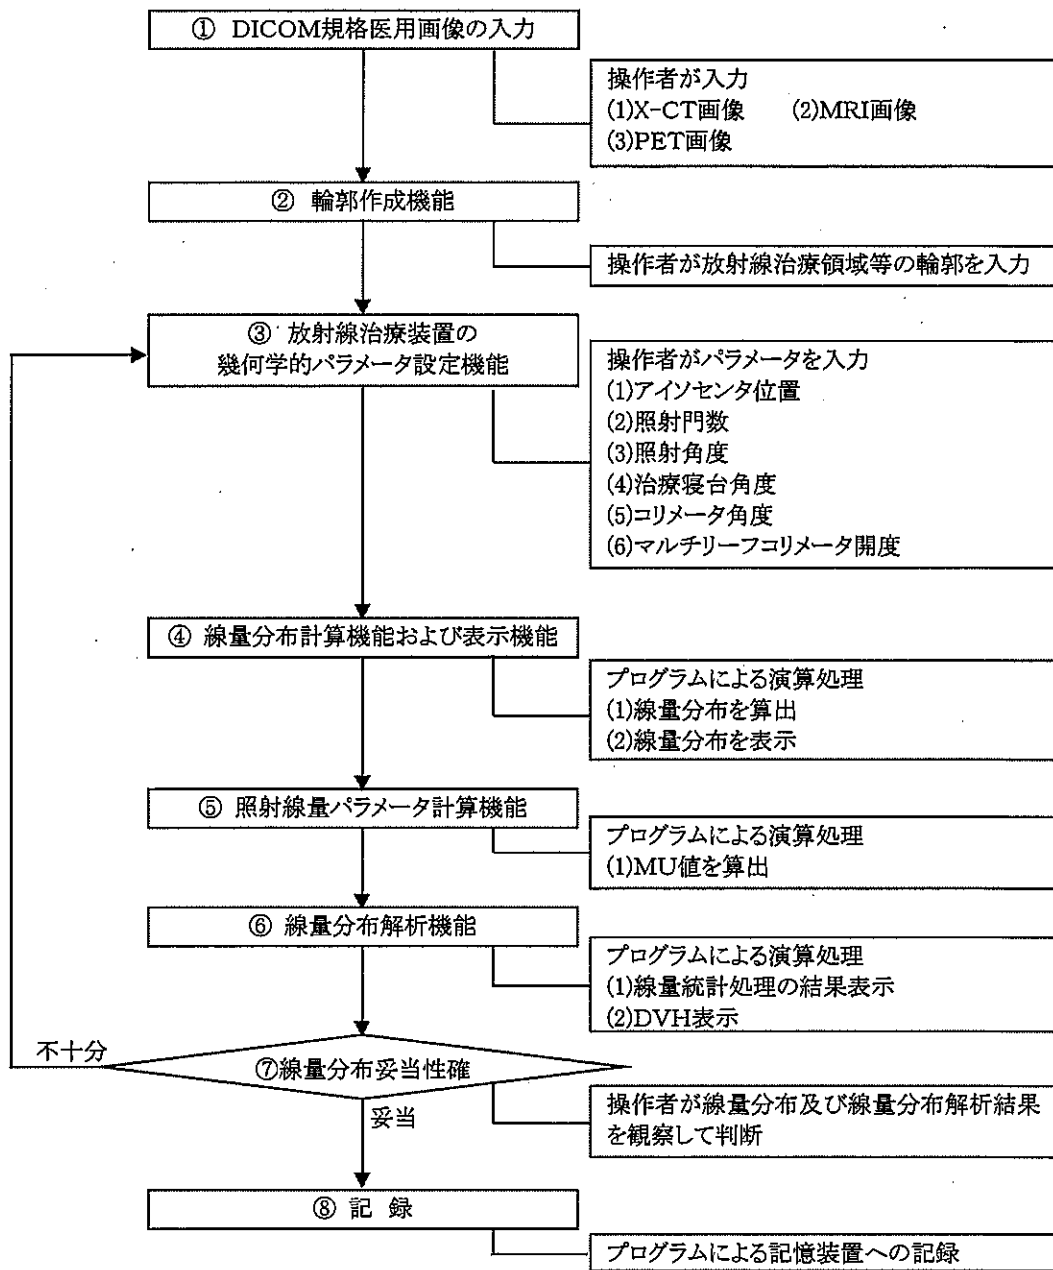 ① DICOM規格医用画像の入力
操作者が入力
(1)X-CT画像 (2)MRI画像
(3)PET画像
② 輪郭作成機能
操作者が放射線治療領域等の輪郭を入力
③ 放射線治療装置の
幾何学的パラメータ設定機能
操作者がパラメータを入力
(1)アイソセンタ位置
(2)照射門数
(3)照射角度
(4)治療寝台角度
(5)コリメータ角度
(6)マルチリーフコリメータ開度
④ 線量分布計算機能および表示機能
プログラムによる演算処理
(1)線量分布を算出
(2)線量分布を表示
⑤ 照射線量パラメータ計算機能
プログラムによる演算処理
(1)MU値を算出
⑥ 線量分布解析機能
プログラムによる演算処理
(1)線量統計処理の結果表示
(2)DVH表示
不十分
⑦線量分布妥当性確
妥当
操作者が線量分布及び線量分布解析結果
を観察して判断
⑧ 記 録
プログラムによる記憶装置への記録